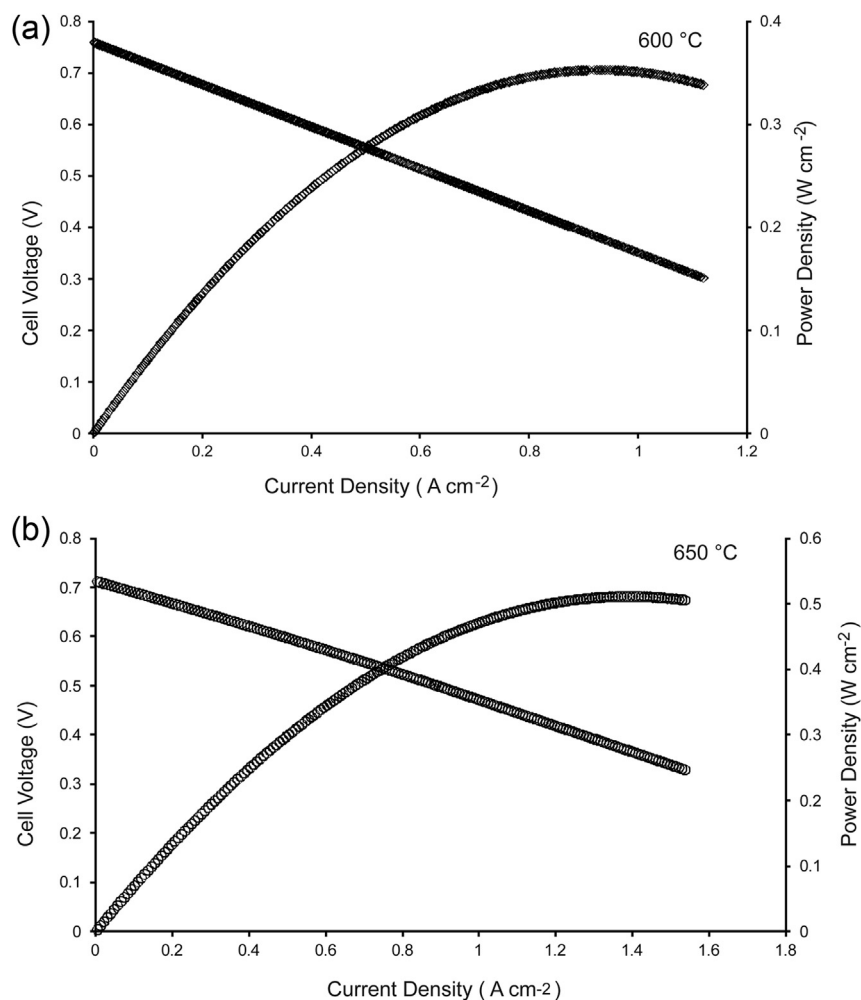 (a)
600 °C
0.8
0.7
0.6
0.5
0.4
0.3
0.2
0.1
0
Cell Voltage (V)
0.4
0.3
0.2
0.1
0
Power Density (W cm-2)
0 0.2 0.4 0.6 0.8 1 1.2
Current Density ( A cm-2)
(b)
650 °C
0.8
0.7
0.6
0.5
0.4
0.3
0.2
0.1
0
Cell Voltage (V)
0.6
0.5
0.4
0.3
0.2
0.1
0
Power Density (W cm-2)
0 0.2 0.4 0.6 0.8 1 1.2 1.4 1.6 1.8
Current Density ( A cm-2)